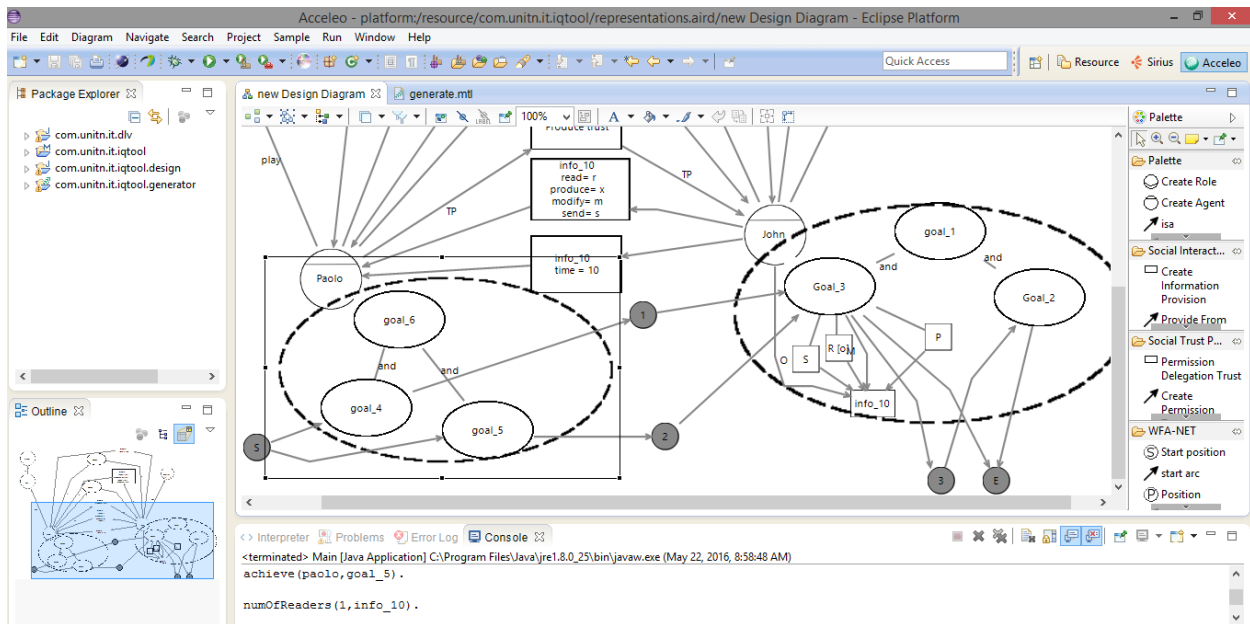 Acceleo - platform:/resource/com.unitn.it.iqtool/representations.aird/new Design Diagram - Eclipse Platform
File Edit Diagram Navigate Search Project Sample Run Window Help
Quick Access
Resource
Sirius
Acceleo
Package Explorer
com.unitn.it.dlv
com.unitn.it.iqtool
com.unitn.it.iqtool.design
com.unitn.it.iqtool.generator
Outline
new Design Diagram
generate.mtl
100%
Produce trust
play
info_10
read= r
produce= x
modify= m
send= s
TP
TP
info_10
time = 10
Paolo
John
goal_6
and
and
goal_4
goal_5
S
1
2
goal_1
and
and
Goal_3
Goal_2
O
S
R [o]
M
P
info_10
3
E
Palette
Palette
Create Role
Create Agent
isa
Social Interact...
Create
Information
Provision
Provide From
Social Trust P...
Permission
Delegation Trust
Create
Permission
WFA-NET
Start position
start arc
Position
Interpreter
Problems
Error Log
Console
<terminated> Main [Java Application] C:\Program Files\Java\jre1.8.0_25\bin\javaw.exe (May 22, 2016, 8:58:48 AM)
achieve(paolo,goal_5).
numOfReaders(1,info_10).